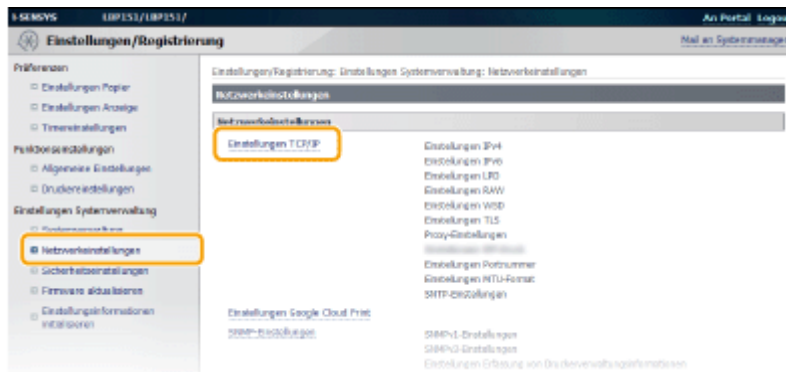 i-SENSYS LBP151/LBP151/ An Portal Logou
Einstellungen/Registrierung Mail an Systemmanager
Präferenzen
Einstellungen Papier
Einstellungen Anzeige
Timereinstellungen
Funktionseinstellungen
Allgemeine Einstellungen
Druckereinstellungen
Einstellungen Systemverwaltung
Systemverwaltung
Netzwerkeinstellungen
Sicherheitseinstellungen
Firmware aktualisieren
Einstellungsinformationen
initialisieren
Einstellungen/Registrierung: Einstellungen Systemverwaltung: Netzwerkeinstellungen
Netzwerkeinstellungen
Netzwerkeinstellungen
Einstellungen TCP/IP
Einstellungen IPv4
Einstellungen IPv6
Einstellungen LPD
Einstellungen RAW
Einstellungen WSD
Einstellungen TLS
Proxy-Einstellungen
Einstellungen Portnummer
Einstellungen MTU-Format
SNTP-Einstellungen
Einstellungen Google Cloud Print
SNMP-Einstellungen
SNMPv1-Einstellungen
SNMPv3-Einstellungen
Einstellungen Erfassung von Druckerverwaltungsinformationen